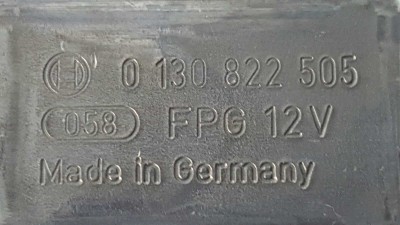 0 130 822 505
058 FPG 12V
Made in Germany